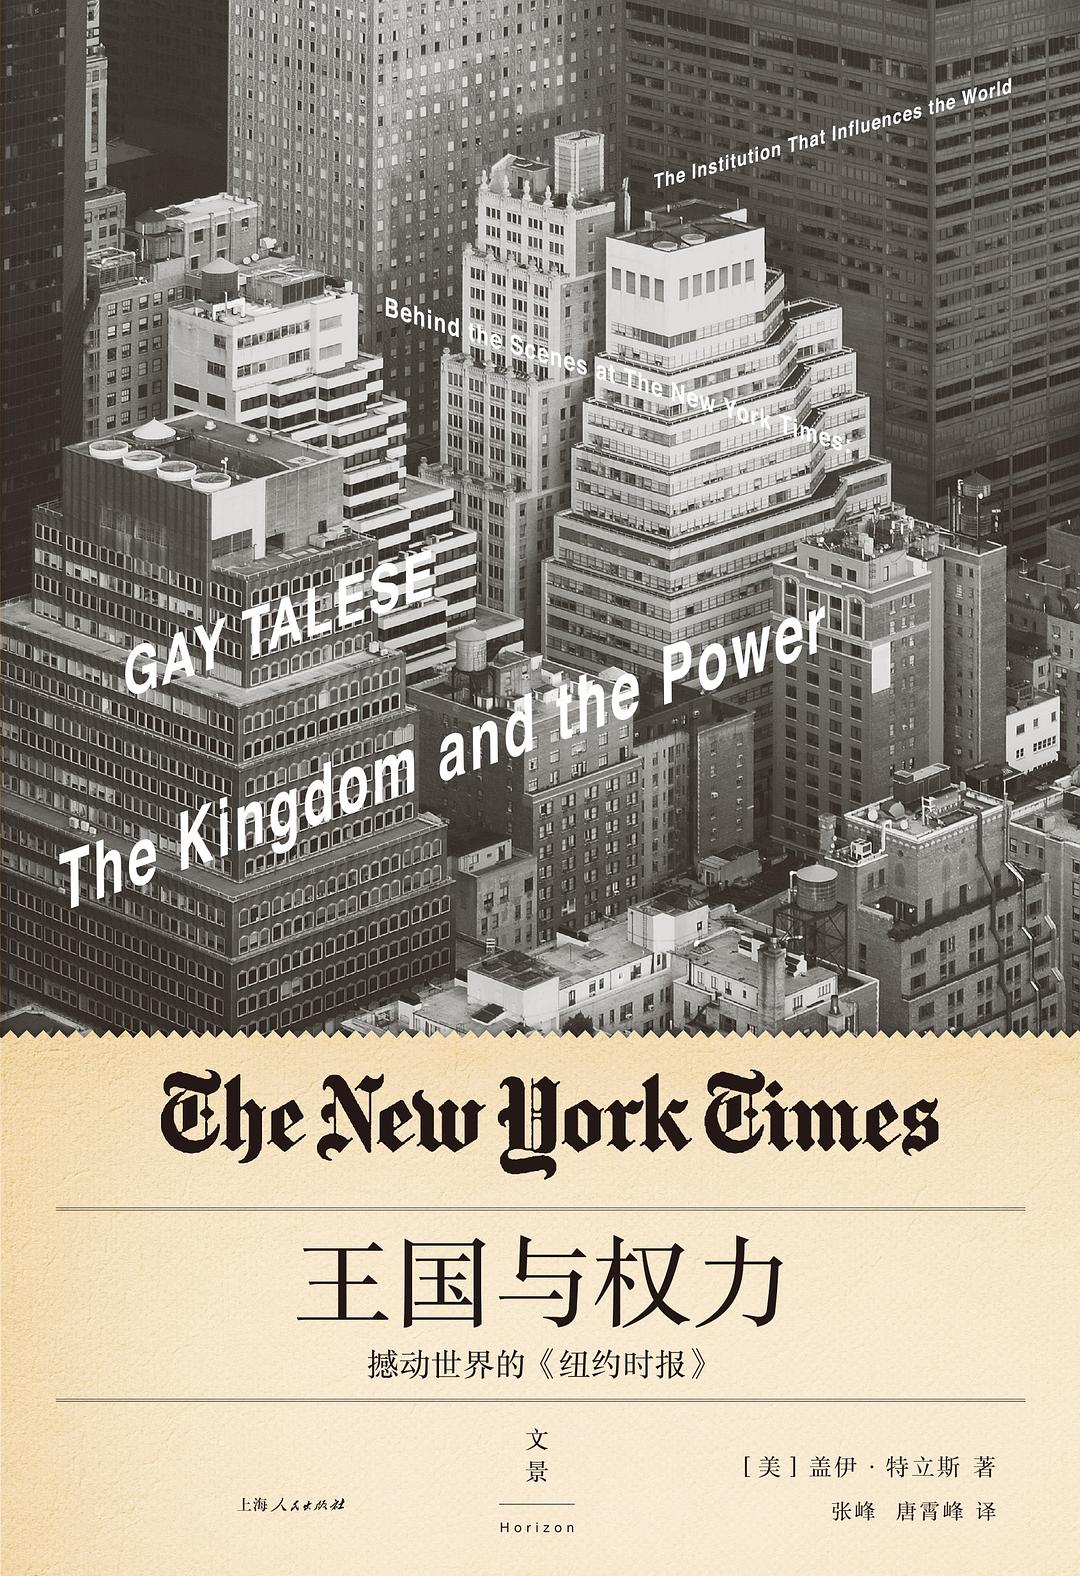 The Institution That Influences the World
Behind the Scenes at The New York Times:
GAY TALESE
The Kingdom and the Power
The New York Times
王国与权力
撼动世界的《纽约时报》
文
景
Horizon
[美] 盖伊·特立斯 著
张峰 唐霄峰 译
上海人民出版社